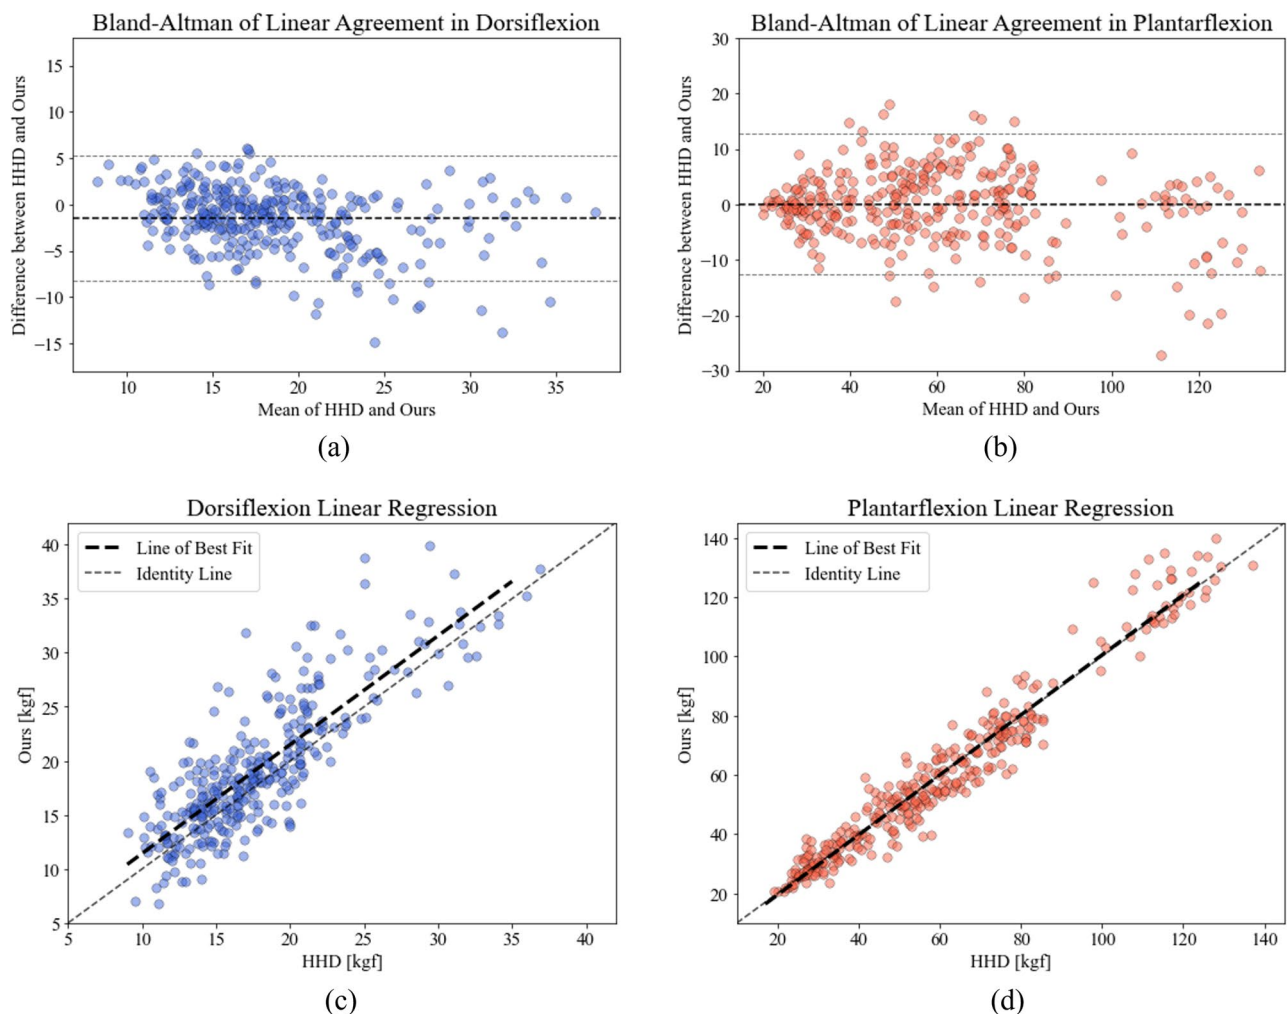 Bland-Altman of Linear Agreement in Dorsiflexion
Difference between HHD and Ours
15
10
5
0
−5
−10
−15
10 15 20 25 30 35
Mean of HHD and Ours
(a)
Bland-Altman of Linear Agreement in Plantarflexion
Difference between HHD and Ours
30
20
10
0
−10
−20
−30
20 40 60 80 100 120
Mean of HHD and Ours
(b)
Dorsiflexion Linear Regression
Line of Best Fit
Identity Line
Ours [kgf]
40
35
30
25
20
15
10
5
5 10 15 20 25 30 35 40
HHD [kgf]
(c)
Plantarflexion Linear Regression
Line of Best Fit
Identity Line
Ours [kgf]
140
120
100
80
60
40
20
20 40 60 80 100 120 140
HHD [kgf]
(d)